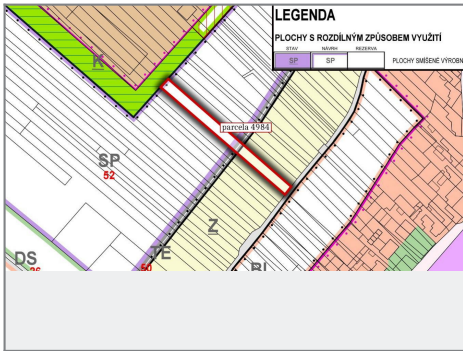 LEGENDA
PLOCHY S ROZDÍLNÝM ZPŮSOBEM VYUŽITÍ
STAV NÁVRH REZERVA
SP SP PLOCHY SMÍŠENÉ VÝROBN
K
parcela 4984
SP
52
Z
TE
50
DS
26
BI